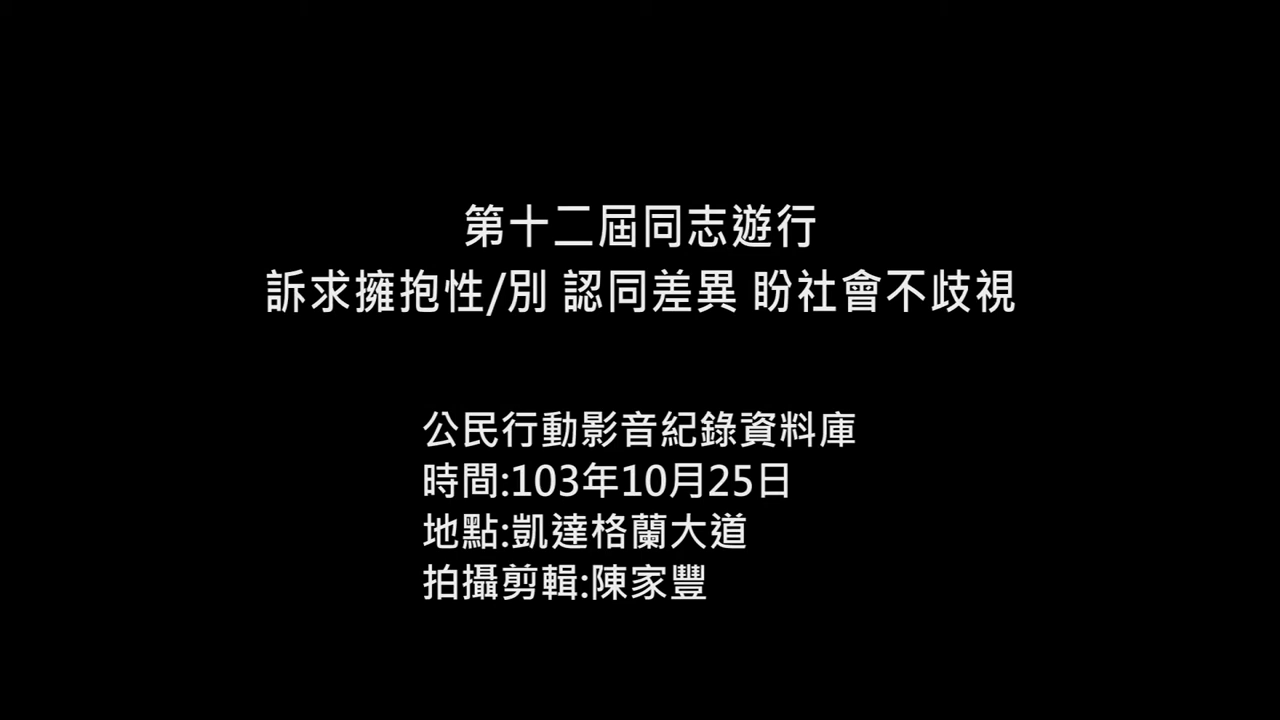 第十二屆同志遊行
訴求擁抱性/別 認同差異 盼社會不歧視
公民行動影音紀錄資料庫
時間:103年10月25日
地點:凱達格蘭大道
拍攝剪輯:陳家豐